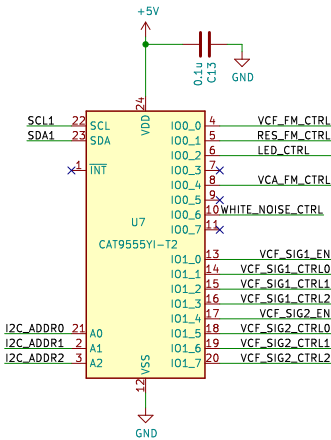 +5V
0.1u
C13
GND
24
VDD
SCL1 22 SCL IO0_0 4 VCF_FM_CTRL
SDA1 23 SDA IO0_1 5 RES_FM_CTRL
IO0_2 6 LED_CTRL
1 INT IO0_3 7
IO0_4 8 VCA_FM_CTRL
IO0_5 9
U7 IO0_6 10 WHITE_NOISE_CTRL
IO0_7 11
CAT9555YI-T2
IO1_0 13 VCF_SIG1_EN
IO1_1 14 VCF_SIG1_CTRL0
IO1_2 15 VCF_SIG1_CTRL1
IO1_3 16 VCF_SIG1_CTRL2
IO1_4 17 VCF_SIG2_EN
I2C_ADDR0 21 A0 IO1_5 18 VCF_SIG2_CTRL0
I2C_ADDR1 2 A1 IO1_6 19 VCF_SIG2_CTRL1
I2C_ADDR2 3 A2 IO1_7 20 VCF_SIG2_CTRL2
VSS
12
GND